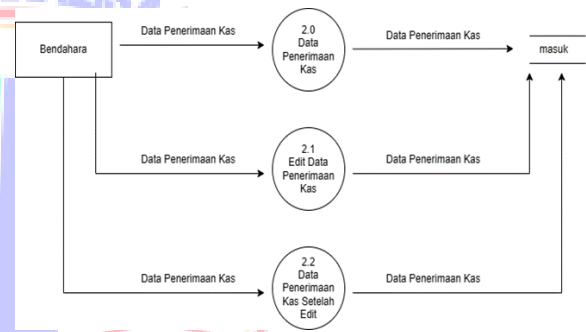 Data Penerimaan Kas
2.0
Data
Penerimaan
Kas
Data Penerimaan Kas
Bendahara
masuk
Data Penerimaan Kas
2.1
Edit Data
Penerimaan
Kas
Data Penerimaan Kas
Data Penerimaan Kas
2.2
Data
Penerimaan
Kas Setelah
Edit
Data Penerimaan Kas